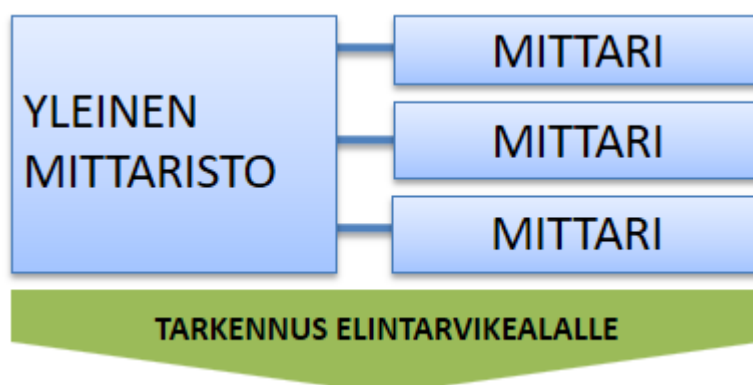 YLEINEN
MITTARISTO
MITTARI
MITTARI
MITTARI
TARKENNUS ELINTARVIKEALALLE